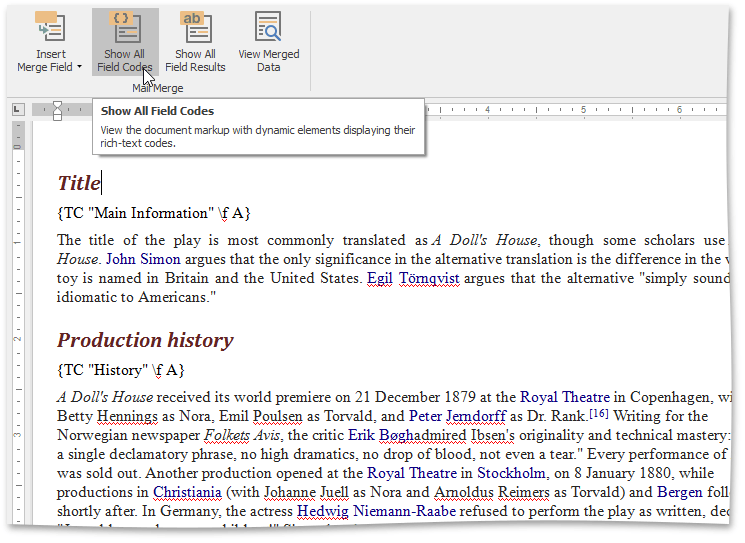 Insert Merge Field
Show All Field Codes
Show All Field Results
View Merged Data
Mail Merge
Show All Field Codes
View the document markup with dynamic elements displaying their
rich-text codes.
4 5 6
Title
{TC "Main Information" \f A}
The title of the play is most commonly translated as A Doll's House, though some scholars use
House. John Simon argues that the only significance in the alternative translation is the difference in the
toy is named in Britain and the United States. Egil Törnqvist argues that the alternative "simply sound
idiomatic to Americans."
Production history
{TC "History" \f A}
A Doll's House received its world premiere on 21 December 1879 at the Royal Theatre in Copenhagen, wi
Betty Hennings as Nora, Emil Poulsen as Torvald, and Peter Jerndorff as Dr. Rank.[16] Writing for the
Norwegian newspaper Folkets Avis, the critic Erik Bøghadmired Ibsen's originality and technical mastery:
a single declamatory phrase, no high dramatics, no drop of blood, not even a tear." Every performance of
was sold out. Another production opened at the Royal Theatre in Stockholm, on 8 January 1880, while
productions in Christiania (with Johanne Juell as Nora and Arnoldus Reimers as Torvald) and Bergen foll
shortly after. In Germany, the actress Hedwig Niemann-Raabe refused to perform the play as written, dec